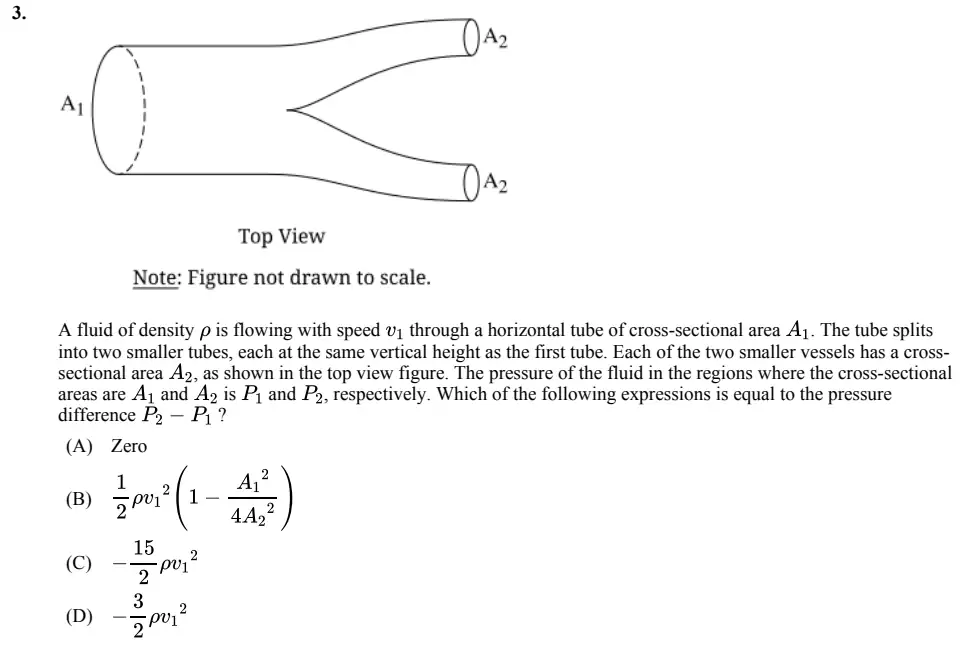 3.
A₂
A₁
A₂
Top View
Note: Figure not drawn to scale.
A fluid of density ρ is flowing with speed v₁ through a horizontal tube of cross-sectional area A₁. The tube splits
into two smaller tubes, each at the same vertical height as the first tube. Each of the two smaller vessels has a cross-
sectional area A₂, as shown in the top view figure. The pressure of the fluid in the regions where the cross-sectional
areas are A₁ and A₂ is P₁ and P₂, respectively. Which of the following expressions is equal to the pressure
difference P₂ − P₁ ?
(A) Zero
(B) 1/2 ρv₁² (1 − A₁²/4A₂²)
(C) −15/2 ρv₁²
(D) −3/2 ρv₁²